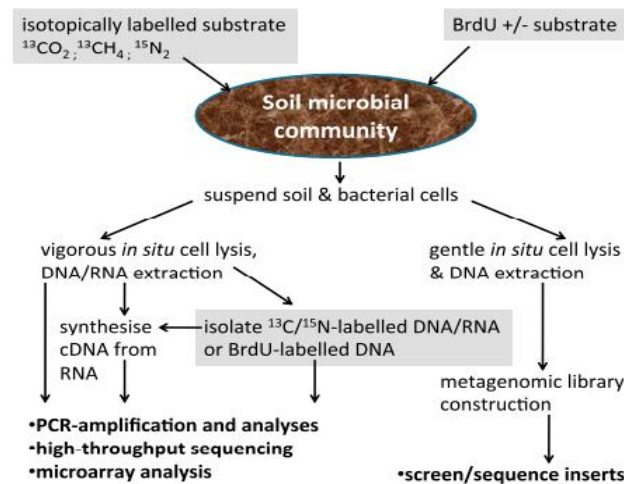 isotopically labelled substrate
¹³CO₂ ; ¹³CH₄ ; ¹⁵N₂
BrdU +/- substrate
Soil microbial
community
suspend soil & bacterial cells
vigorous in situ cell lysis,
DNA/RNA extraction
gentle in situ cell lysis
& DNA extraction
synthesise
cDNA from
RNA
isolate ¹³C/¹⁵N-labelled DNA/RNA
or BrdU-labelled DNA
metagenomic library
construction
•PCR-amplification and analyses
•high-throughput sequencing
•microarray analysis
•screen/sequence inserts